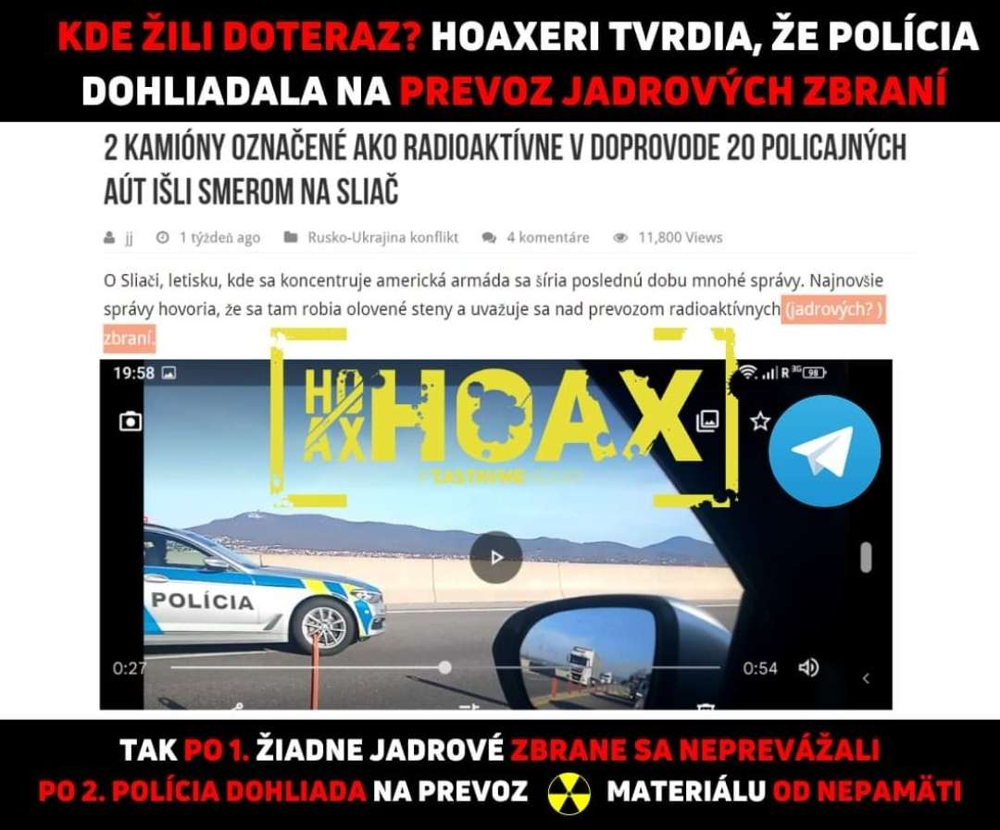 KDE ŽILI DOTERAZ? HOAXERI TVRDIA, ŽE POLÍCIA
DOHLIADALA NA PREVOZ JADROVÝCH ZBRANÍ
2 KAMIÓNY OZNAČENÉ AKO RADIOAKTÍVNE V DOPROVODE 20 POLICAJNÝCH
AÚT IŠLI SMEROM NA SLIAČ
jj 1 týždeň ago Rusko-Ukrajina konflikt 4 komentáre 11,800 Views
O Sliači, letisku, kde sa koncentruje americká armáda sa šíria poslednú dobu mnohé správy. Najnovšie
správy hovoria, že sa tam robia olovené steny a uvažuje sa nad prevozom radioaktívnych (jadrových? )
zbraní.
19:58 R 3G 98
HO
AX
HOAX
POLÍCIA
0:27 0:54
TAK PO 1. ŽIADNE JADROVÉ ZBRANE SA NEPREVÁŽALI
PO 2. POLÍCIA DOHLIADA NA PREVOZ MATERIÁLU OD NEPAMÄTI